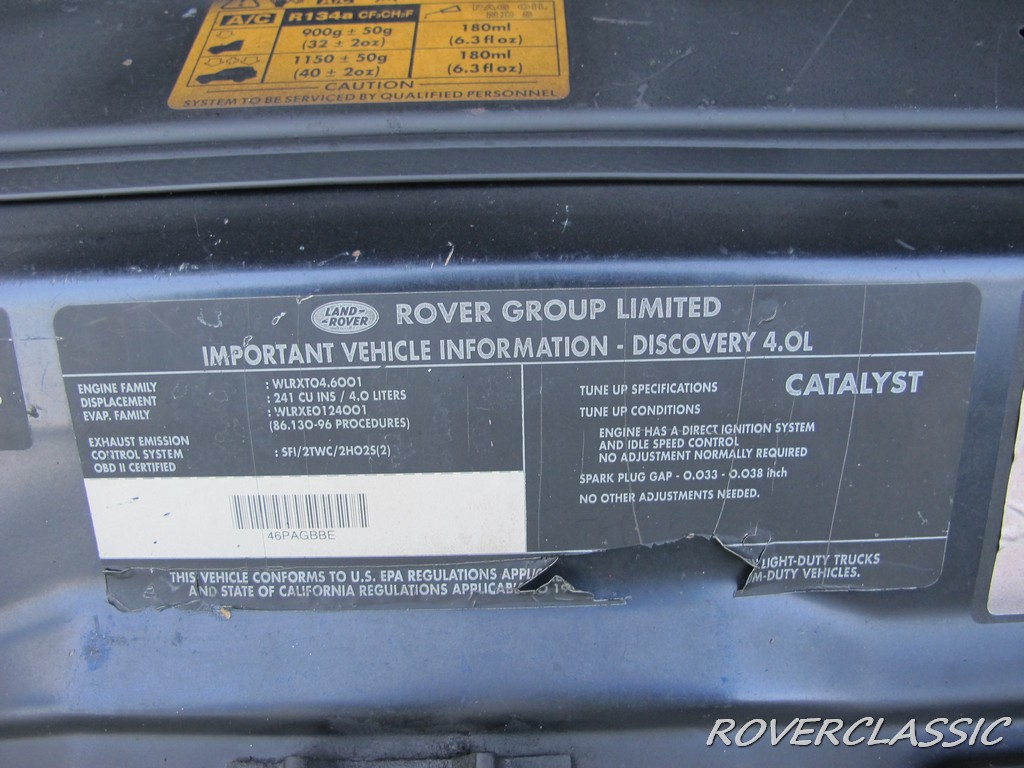 A/C R134a CF₃CH₂F PAG OIL
900g ± 50g 180ml
(32 ± 2oz) (6.3fl oz)
1150 ± 50g 180ml
(40 ± 2oz) (6.3fl oz)
CAUTION
SYSTEM TO BE SERVICED BY QUALIFIED PERSONNEL
LAND-ROVER ROVER GROUP LIMITED
IMPORTANT VEHICLE INFORMATION - DISCOVERY 4.0L
ENGINE FAMILY : WLRXT04.6001
DISPLACEMENT : 241 CU INS / 4.0 LITERS
EVAP. FAMILY : WLRXE0124001
(86.130-96 PROCEDURES)
EXHAUST EMISSION
CONTROL SYSTEM : SFI/2TWC/2HO2S(2)
OBD II CERTIFIED
46PAGBBE
TUNE UP SPECIFICATIONS CATALYST
TUNE UP CONDITIONS
ENGINE HAS A DIRECT IGNITION SYSTEM
AND IDLE SPEED CONTROL
NO ADJUSTMENT NORMALLY REQUIRED
SPARK PLUG GAP - 0.033 - 0.038 inch
NO OTHER ADJUSTMENTS NEEDED.
THIS VEHICLE CONFORMS TO U.S. EPA REGULATIONS LIGHT-DUTY TRUCKS
AND STATE OF CALIFORNIA REGULATIONS M-DUTY VEHICLES.
ROVERCLASSIC